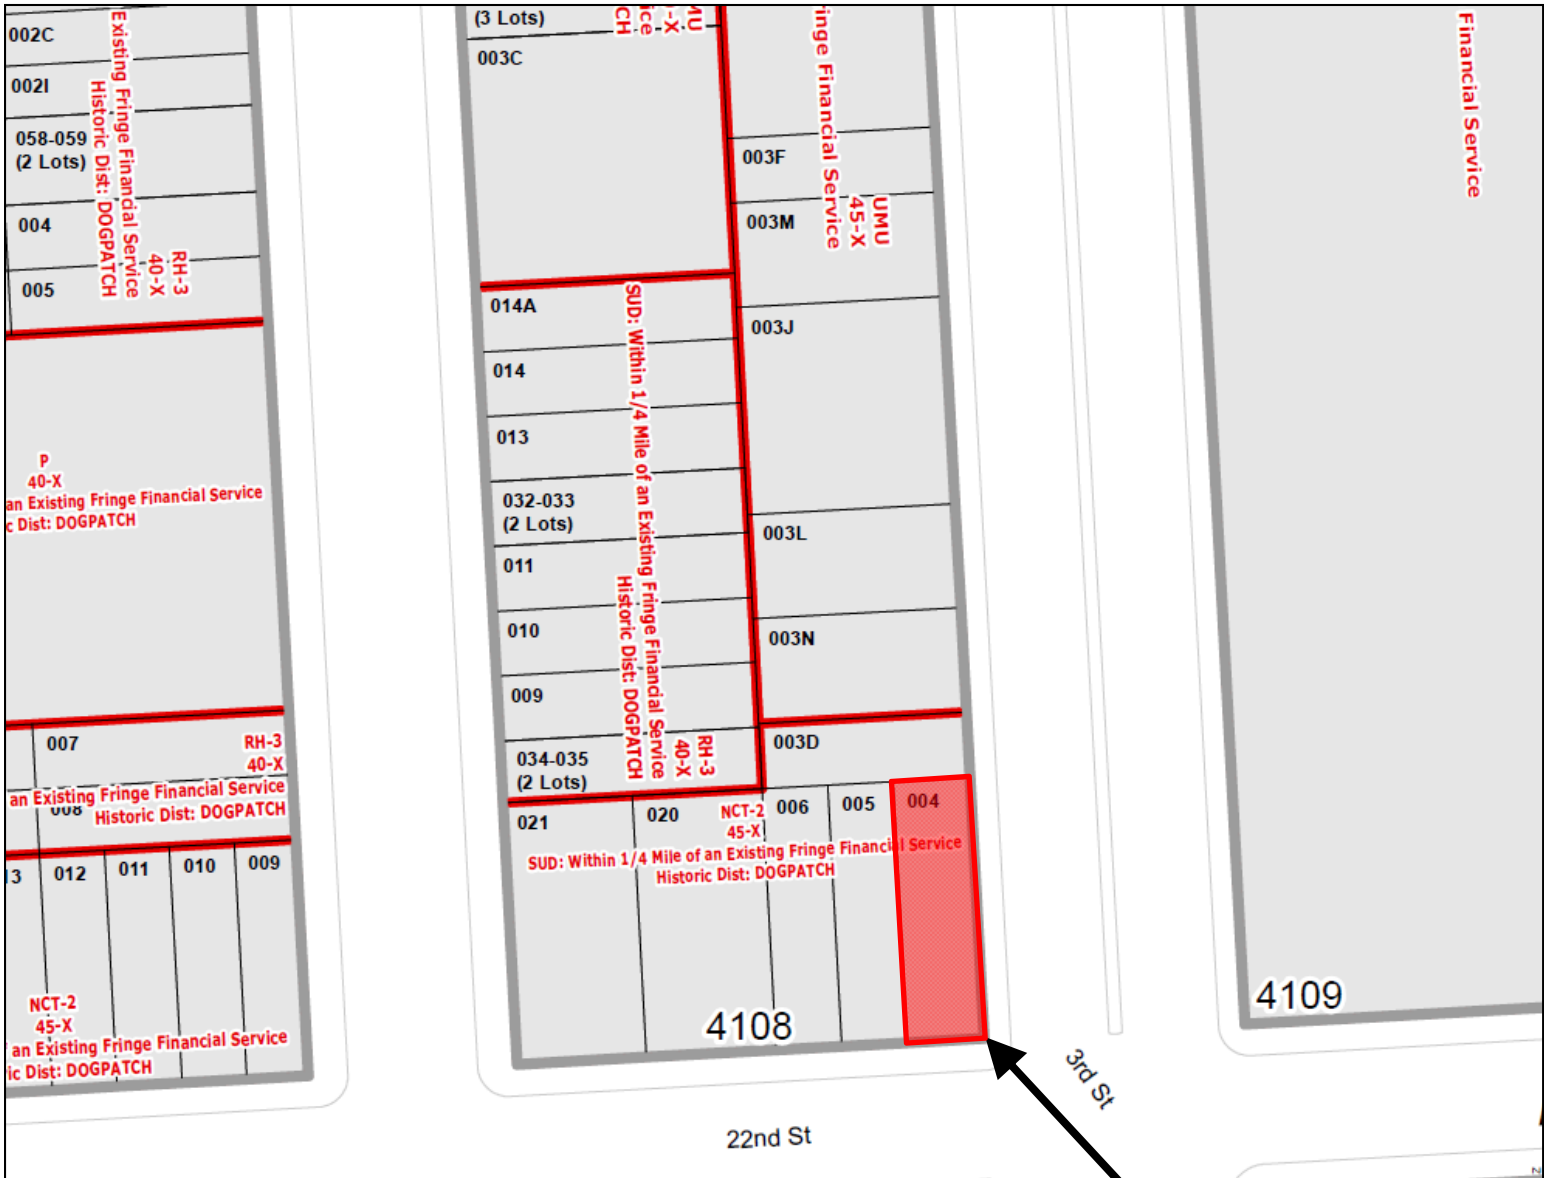 002C
002I
058-059
(2 Lots)
004
005
Existing Fringe Financial Service
Historic Dist: DOGPATCH
RH-3
40-X
P
40-X
an Existing Fringe Financial Service
c Dist: DOGPATCH
007
RH-3
40-X
008
an Existing Fringe Financial Service
Historic Dist: DOGPATCH
13
012
011
010
009
NCT-2
45-X
an Existing Fringe Financial Service
ic Dist: DOGPATCH
(3 Lots)
MU
-X
ice
CH
003C
014A
014
013
032-033
(2 Lots)
011
010
009
034-035
(2 Lots)
SUD: Within 1/4 Mile of an Existing Fringe Financial Service
Historic Dist: DOGPATCH
RH-3
40-X
inge Financial Service
UMU
45-X
003F
003M
003J
003L
003N
003D
021
020
006
005
004
NCT-2
45-X
SUD: Within 1/4 Mile of an Existing Fringe Financial Service
Historic Dist: DOGPATCH
4108
22nd St
3rd St
Financial Service
4109